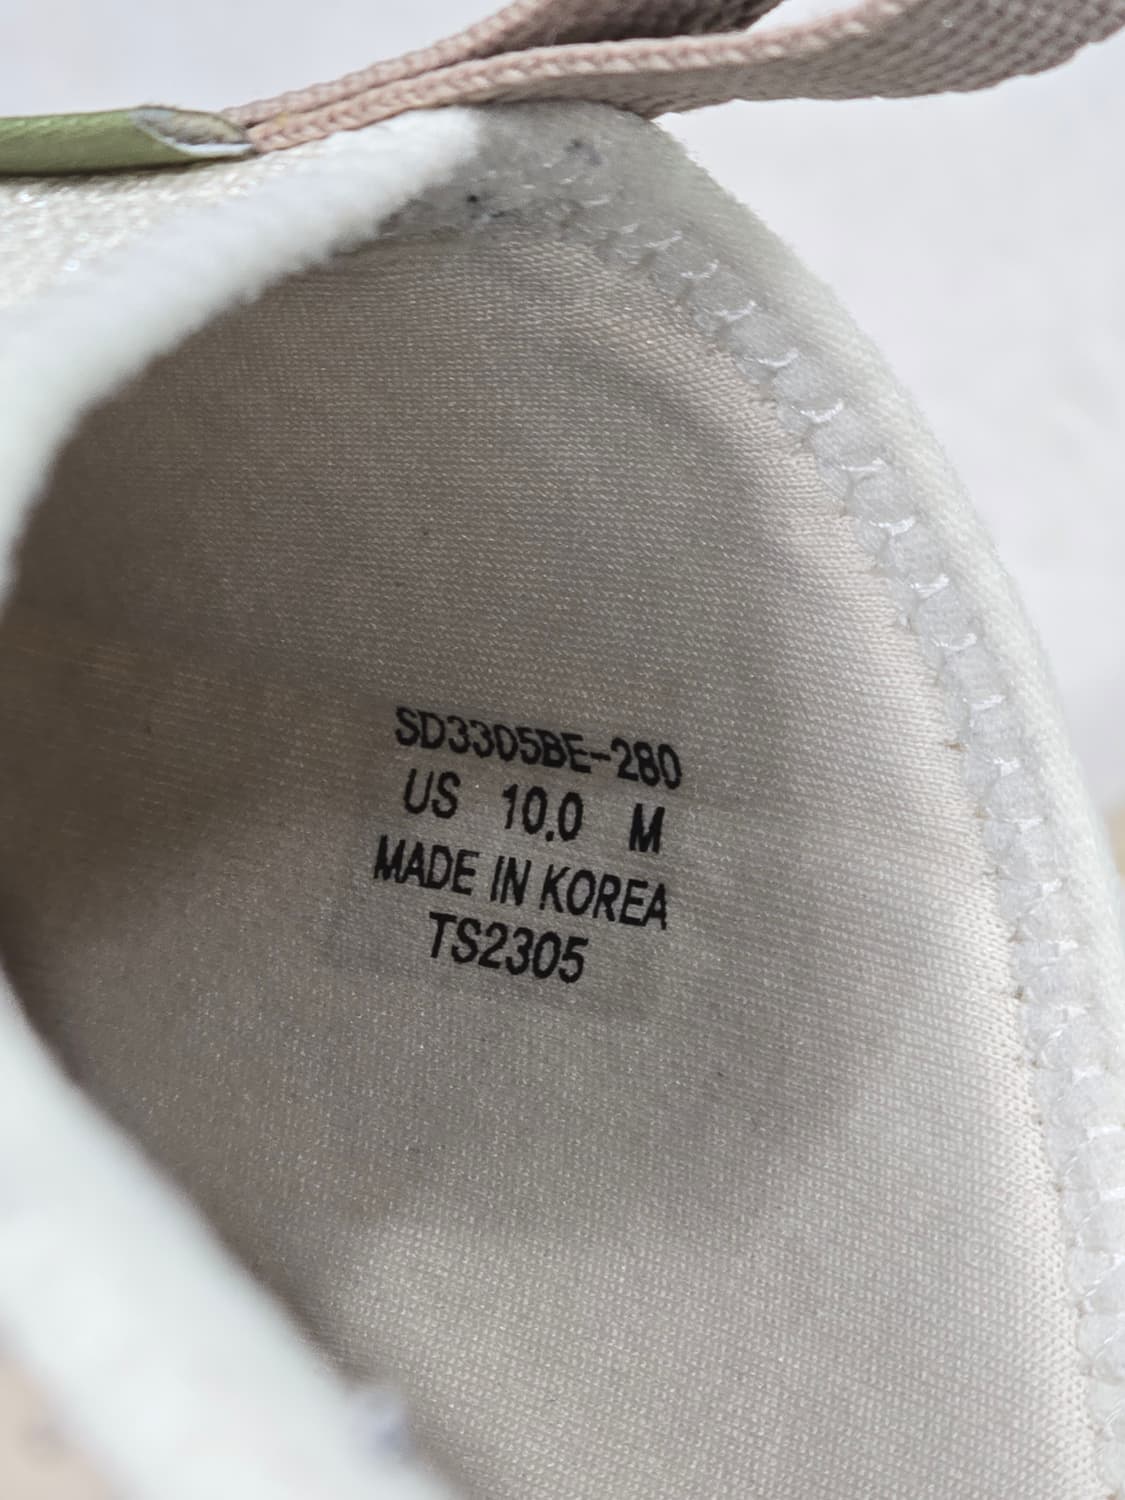 SD3305BE-280
US 10.0 M
MADE IN KOREA
TS2305